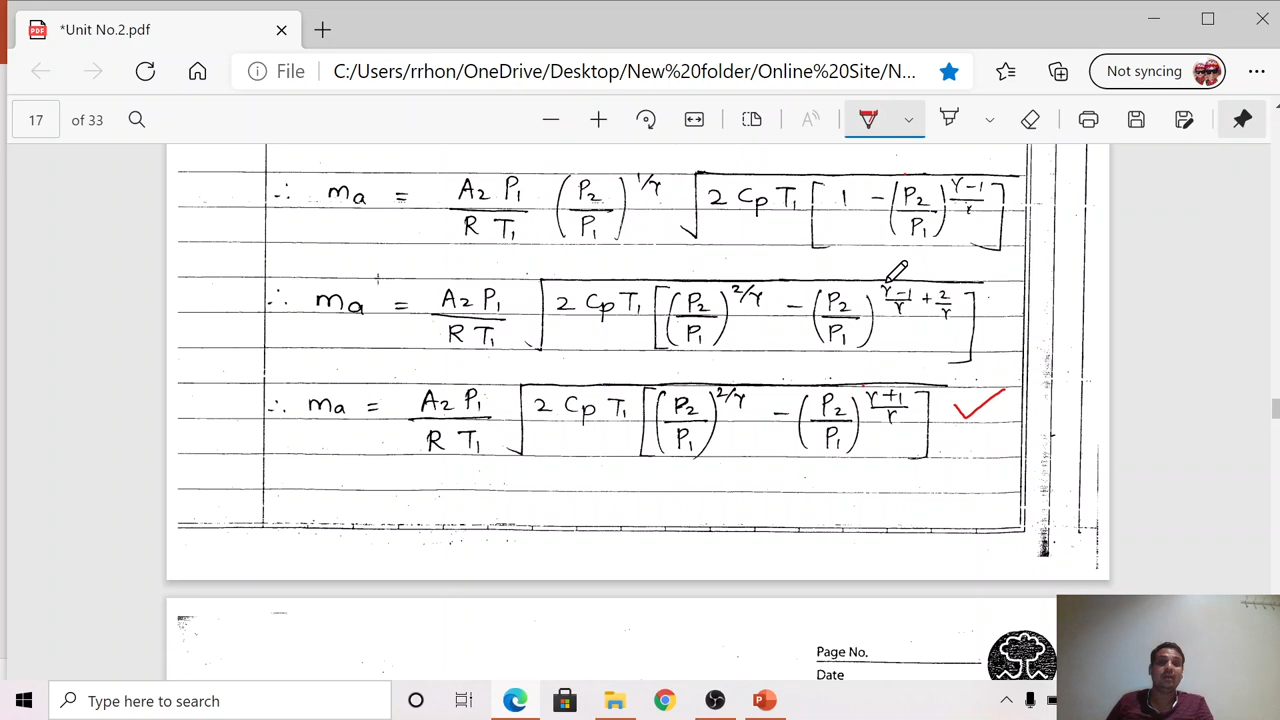 *Unit No.2.pdf
File C:/Users/rrhon/OneDrive/Desktop/New%20folder/Online%20Site/N... Not syncing
17 of 33
∴ ma = A2 P1 / R T1 (P2/P1)^1/γ √ 2 Cp T1 [1 − (P2/P1)^γ−1/γ]
∴ ma = A2 P1 / R T1 √ 2 Cp T1 [(P2/P1)^2/γ − (P2/P1)^γ−1/γ + 2/γ]
∴ ma = A2 P1 / R T1 √ 2 Cp T1 [(P2/P1)^2/γ − (P2/P1)^γ+1/γ]
Page No.
Date
Type here to search